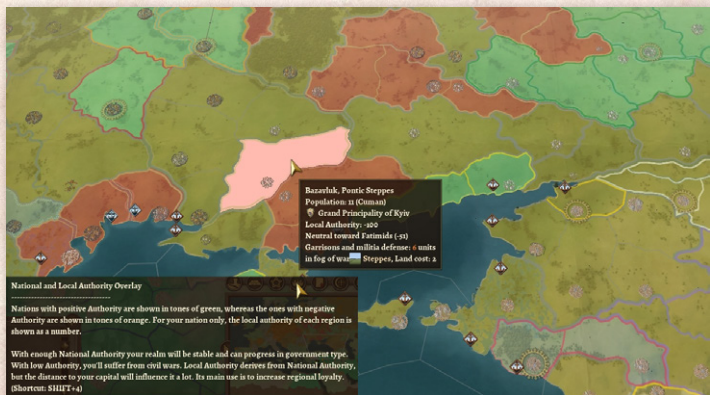 Bazavluk, Pontic Steppes
Population: 11 (Cuman)
Grand Principality of Kyiv
Local Authority: -100
Neutral toward Fatimids (-51)
Garrisons and militia defense: 6 units
in fog of war Steppes, Land cost: 2
National and Local Authority Overlay
Nations with positive Authority are shown in tones of green, whereas the ones with negative
Authority are shown in tones of orange. For your nation only, the local authority of each region is
shown as a number.
With enough National Authority your realm will be stable and can progress in government type.
With low Authority, you'll suffer from civil wars. Local Authority derives from National Authority,
but the distance to your capital will influence it a lot. Its main use is to increase regional loyalty.
(Shortcut: SHIFT+4)